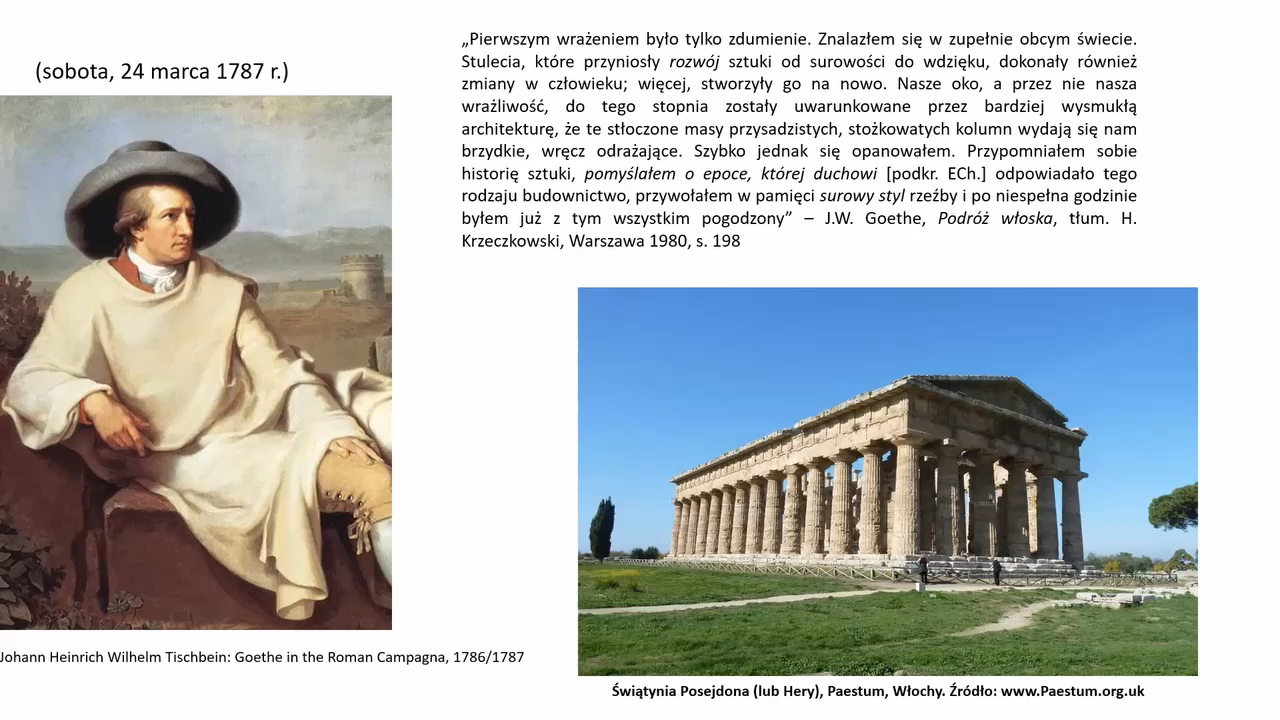 (sobota, 24 marca 1787 r.)
„Pierwszym wrażeniem było tylko zdumienie. Znalazłem się w zupełnie obcym świecie.
Stulecia, które przyniosły rozwój sztuki od surowości do wdzięku, dokonały również
zmiany w człowieku; więcej, stworzyły go na nowo. Nasze oko, a przez nie nasza
wrażliwość, do tego stopnia zostały uwarunkowane przez bardziej wysmukłą
architekturę, że te stłoczone masy przysadzistych, stożkowatych kolumn wydają się nam
brzydkie, wręcz odrażające. Szybko jednak się opanowałem. Przypomniałem sobie
historię sztuki, pomyślałem o epoce, której duchowi [podkr. ECh.] odpowiadało tego
rodzaju budownictwo, przywołałem w pamięci surowy styl rzeźby i po niespełna godzinie
byłem już z tym wszystkim pogodzony” – J.W. Goethe, Podróż włoska, tłum. H.
Krzeczkowski, Warszawa 1980, s. 198
Johann Heinrich Wilhelm Tischbein: Goethe in the Roman Campagna, 1786/1787
Świątynia Posejdona (lub Hery), Paestum, Włochy. Źródło: www.Paestum.org.uk